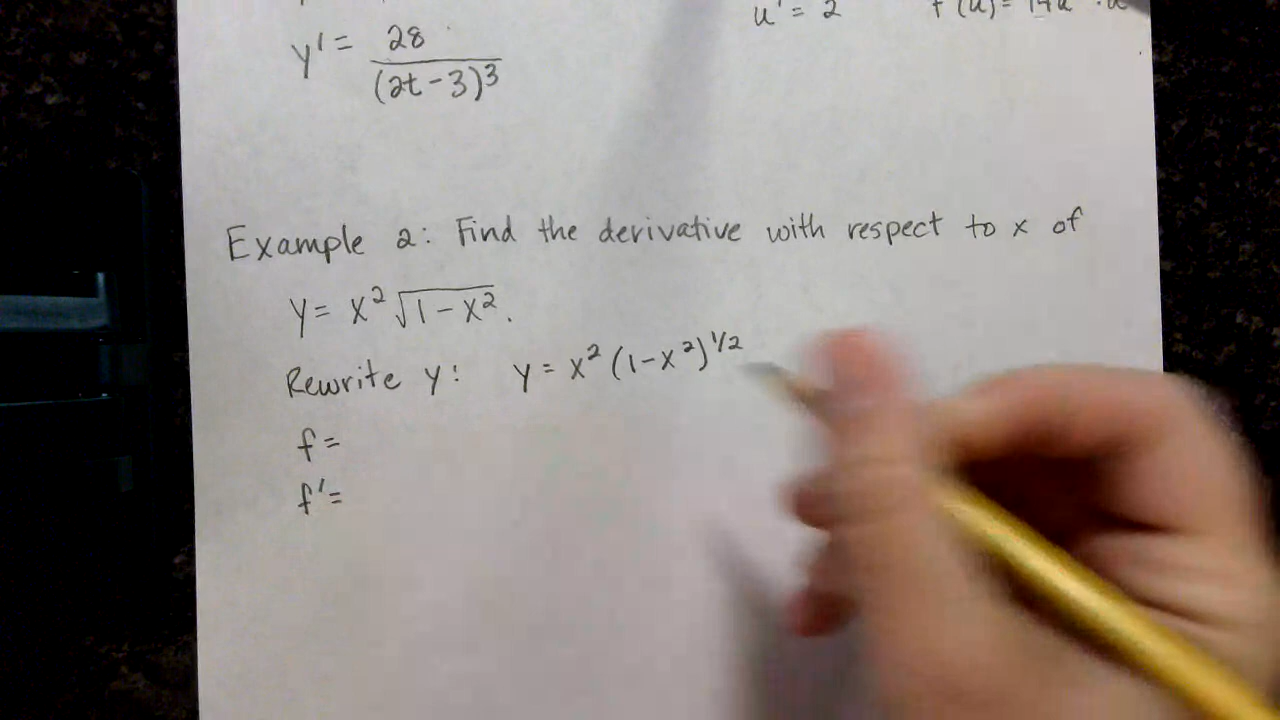 u' = 2
y' = 28 / (2t - 3)^3
Example 2: Find the derivative with respect to x of
y = x² √(1 - x²).
Rewrite y: y = x² (1 - x²)^1/2
f =
f' =